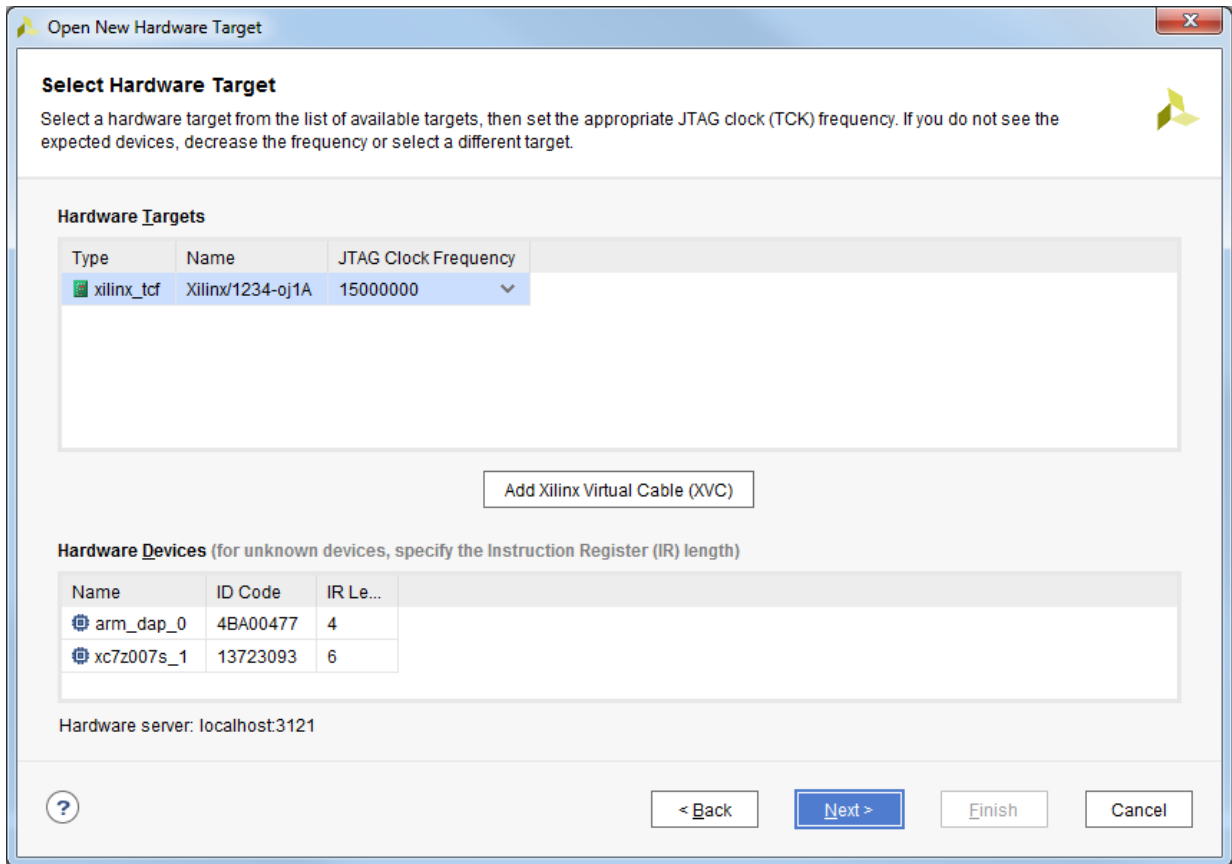 Open New Hardware Target
Select Hardware Target
Select a hardware target from the list of available targets, then set the appropriate JTAG clock (TCK) frequency. If you do not see the
expected devices, decrease the frequency or select a different target.
Hardware Targets
Type Name JTAG Clock Frequency
xilinx_tcf Xilinx/1234-oj1A 15000000
Add Xilinx Virtual Cable (XVC)
Hardware Devices (for unknown devices, specify the Instruction Register (IR) length)
Name ID Code IR Le...
arm_dap_0 4BA00477 4
xc7z007s_1 13723093 6
Hardware server: localhost:3121
? < Back Next > Finish Cancel